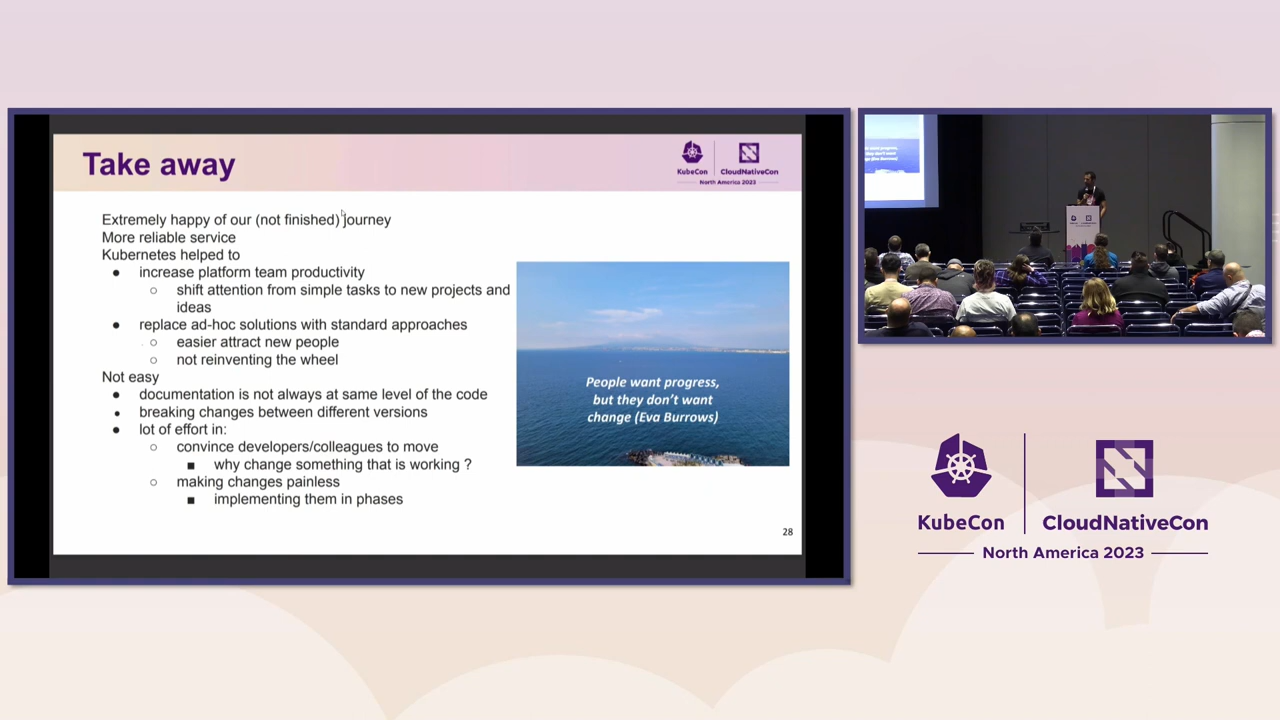 Take away
KubeCon
CloudNativeCon
North America 2023
Extremely happy of our (not finished) journey
More reliable service
Kubernetes helped to
● increase platform team productivity
○ shift attention from simple tasks to new projects and
ideas
● replace ad-hoc solutions with standard approaches
○ easier attract new people
○ not reinventing the wheel
Not easy
● documentation is not always at same level of the code
● breaking changes between different versions
● lot of effort in:
○ convince developers/colleagues to move
■ why change something that is working ?
○ making changes painless
■ implementing them in phases
People want progress,
but they don't want
change (Eva Burrows)
28
KubeCon
CloudNativeCon
North America 2023